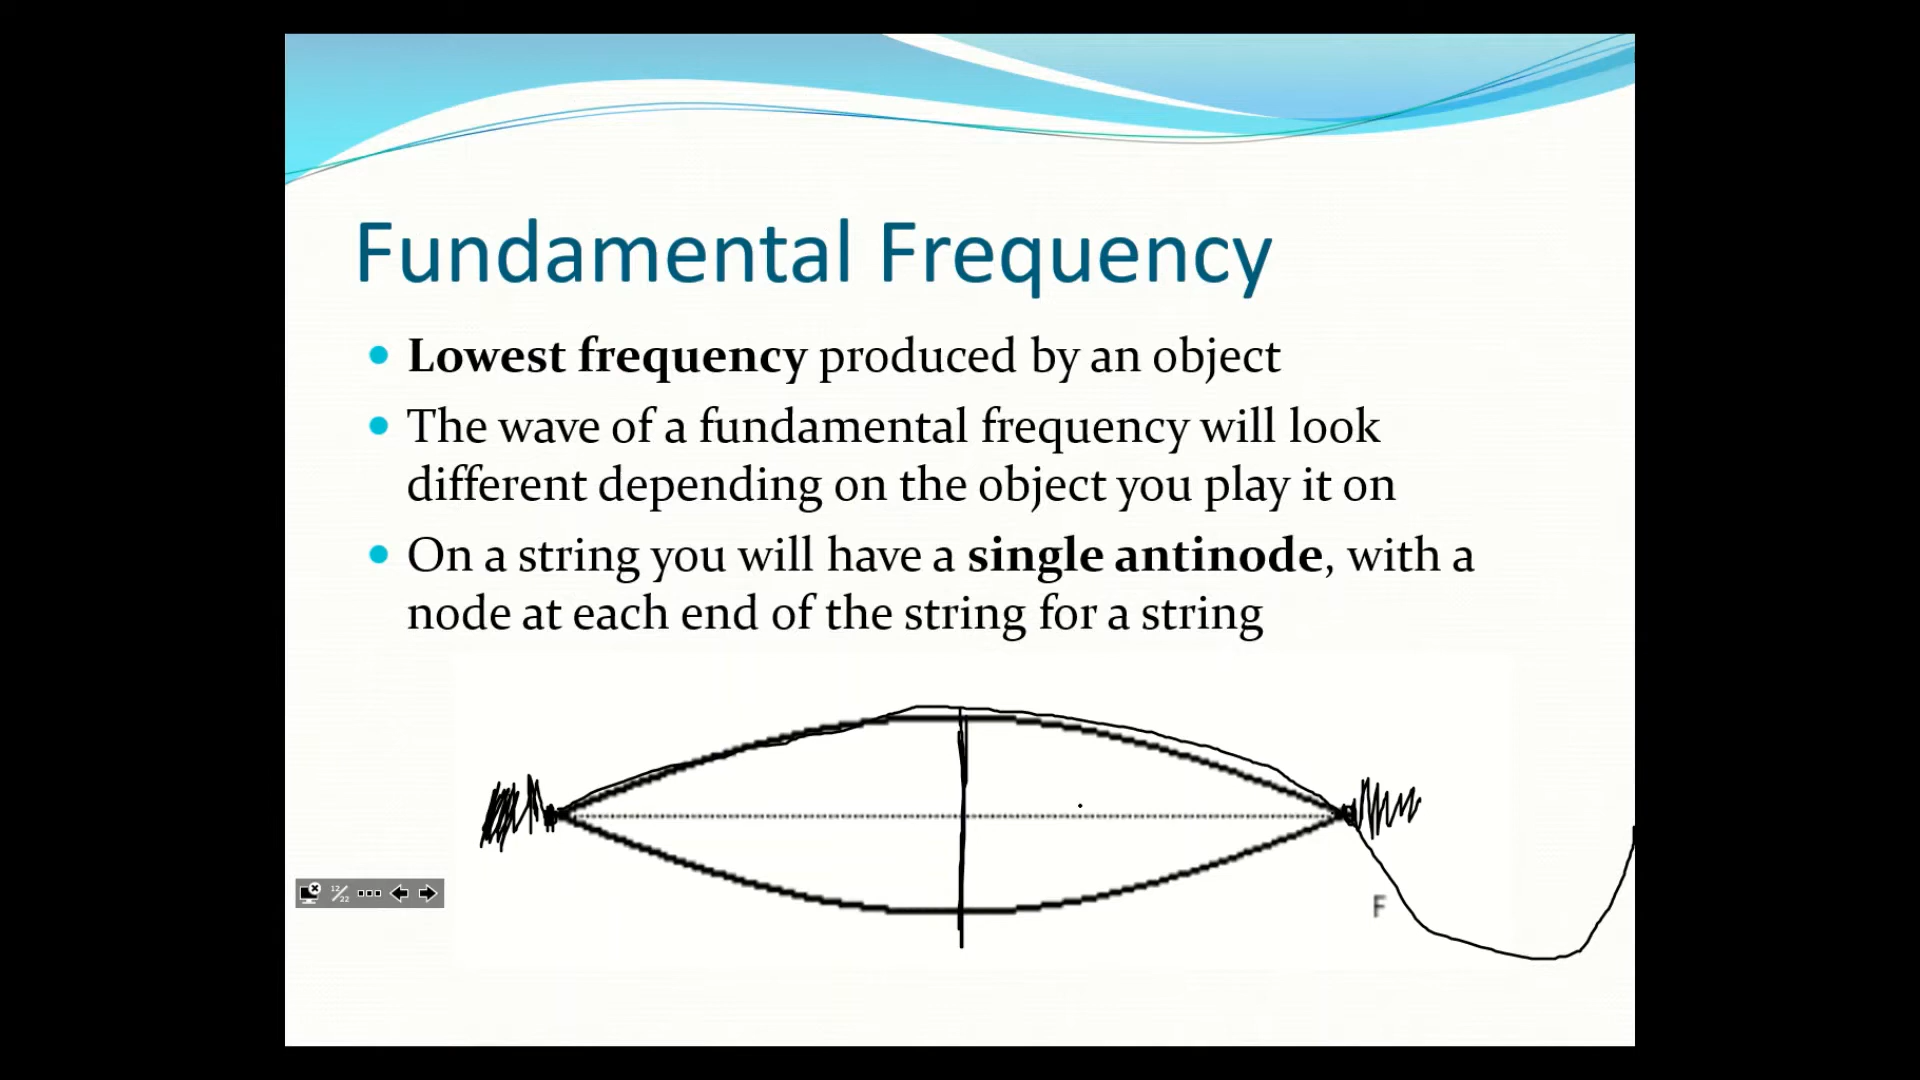 Fundamental Frequency
Lowest frequency produced by an object
The wave of a fundamental frequency will look
different depending on the object you play it on
On a string you will have a single antinode, with a
node at each end of the string for a string
12/22
F